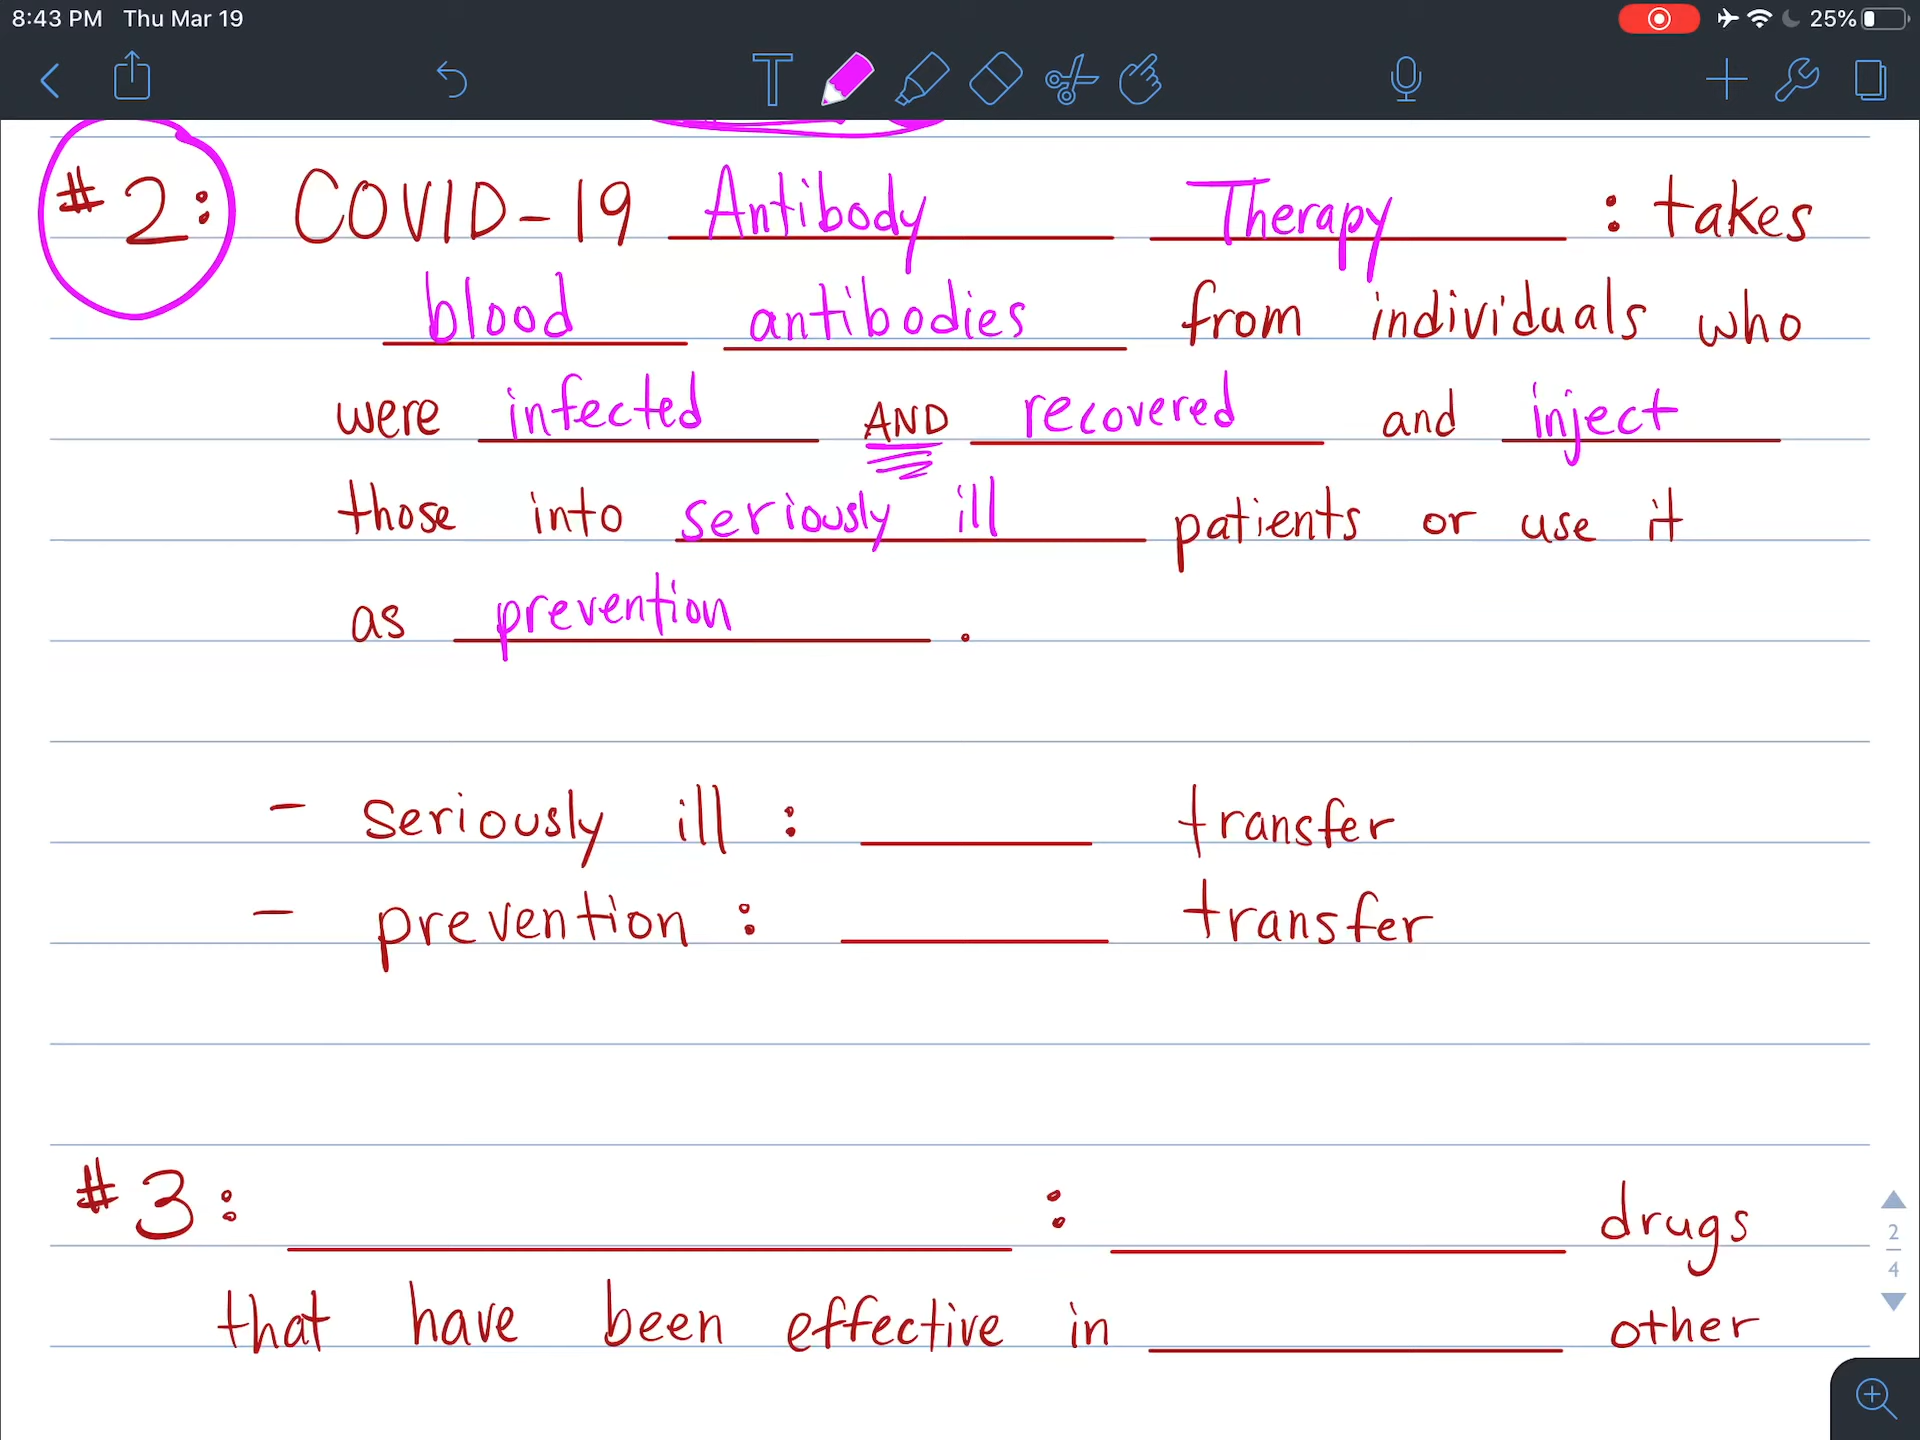 8:43 PM Thu Mar 19 25%
#2: COVID-19 Antibody Therapy : takes
blood antibodies from individuals who
were infected AND recovered and inject
those into seriously ill patients or use it
as prevention .
- seriously ill : transfer
- prevention : transfer
#3: : drugs
that have been effective in other
2
4